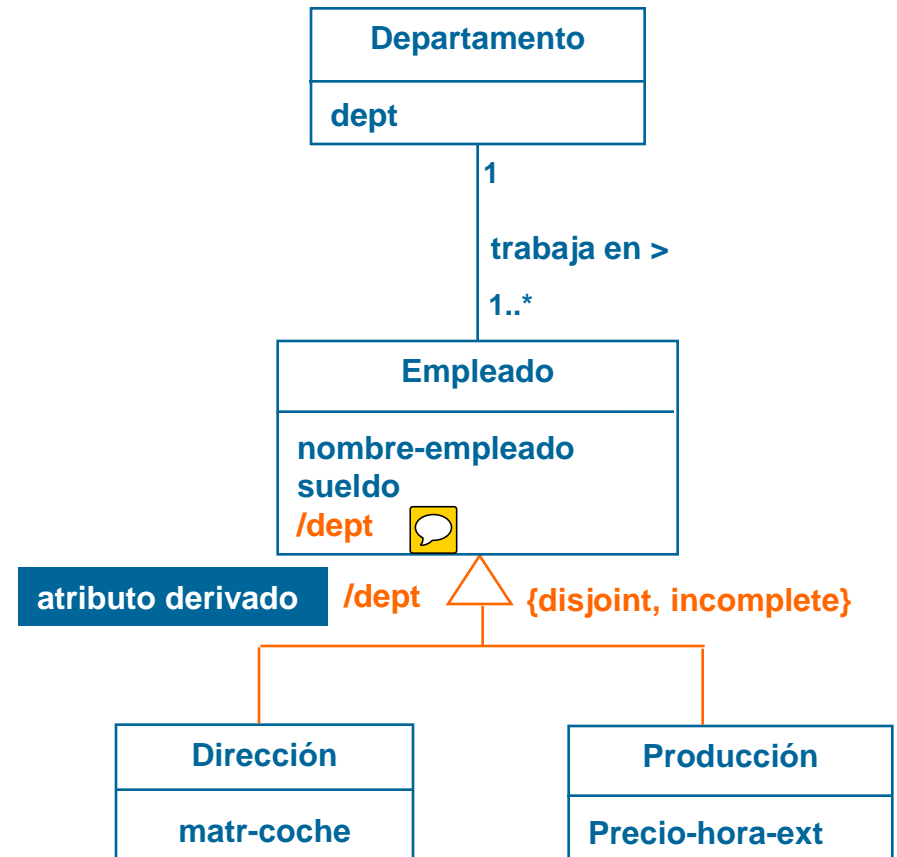 Departamento
dept
1
trabaja en >
1..*
Empleado
nombre-empleado
sueldo
/dept
atributo derivado /dept {disjoint, incomplete}
Dirección Producción
matr-coche Precio-hora-ext